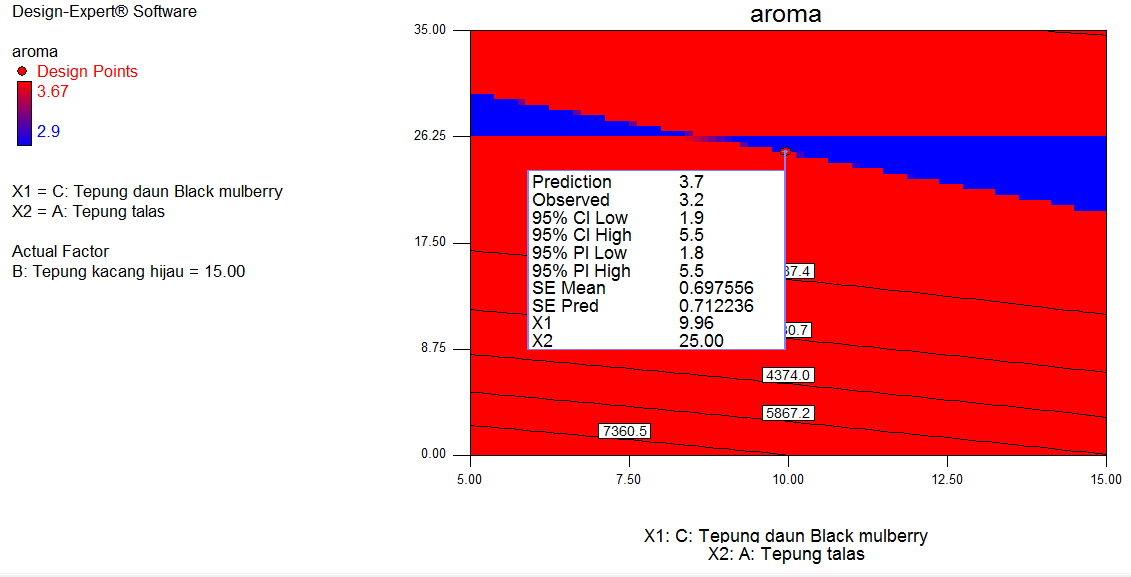 Design-Expert® Software
aroma
Design Points
3.67
2.9
X1 = C: Tepung daun Black mulberry
X2 = A: Tepung talas
Actual Factor
B: Tepung kacang hijau = 15.00
aroma
35.00
26.25
17.50
8.75
0.00
Prediction 3.7
Observed 3.2
95% CI Low 1.9
95% CI High 5.5
95% PI Low 1.8
95% PI High 5.5
SE Mean 0.697556
SE Pred 0.712236
X1 9.96
X2 25.00
4374.0
5867.2
7360.5
5.00 7.50 10.00 12.50 15.00
X1: C: Tepung daun Black mulberry
X2: A: Tepung talas